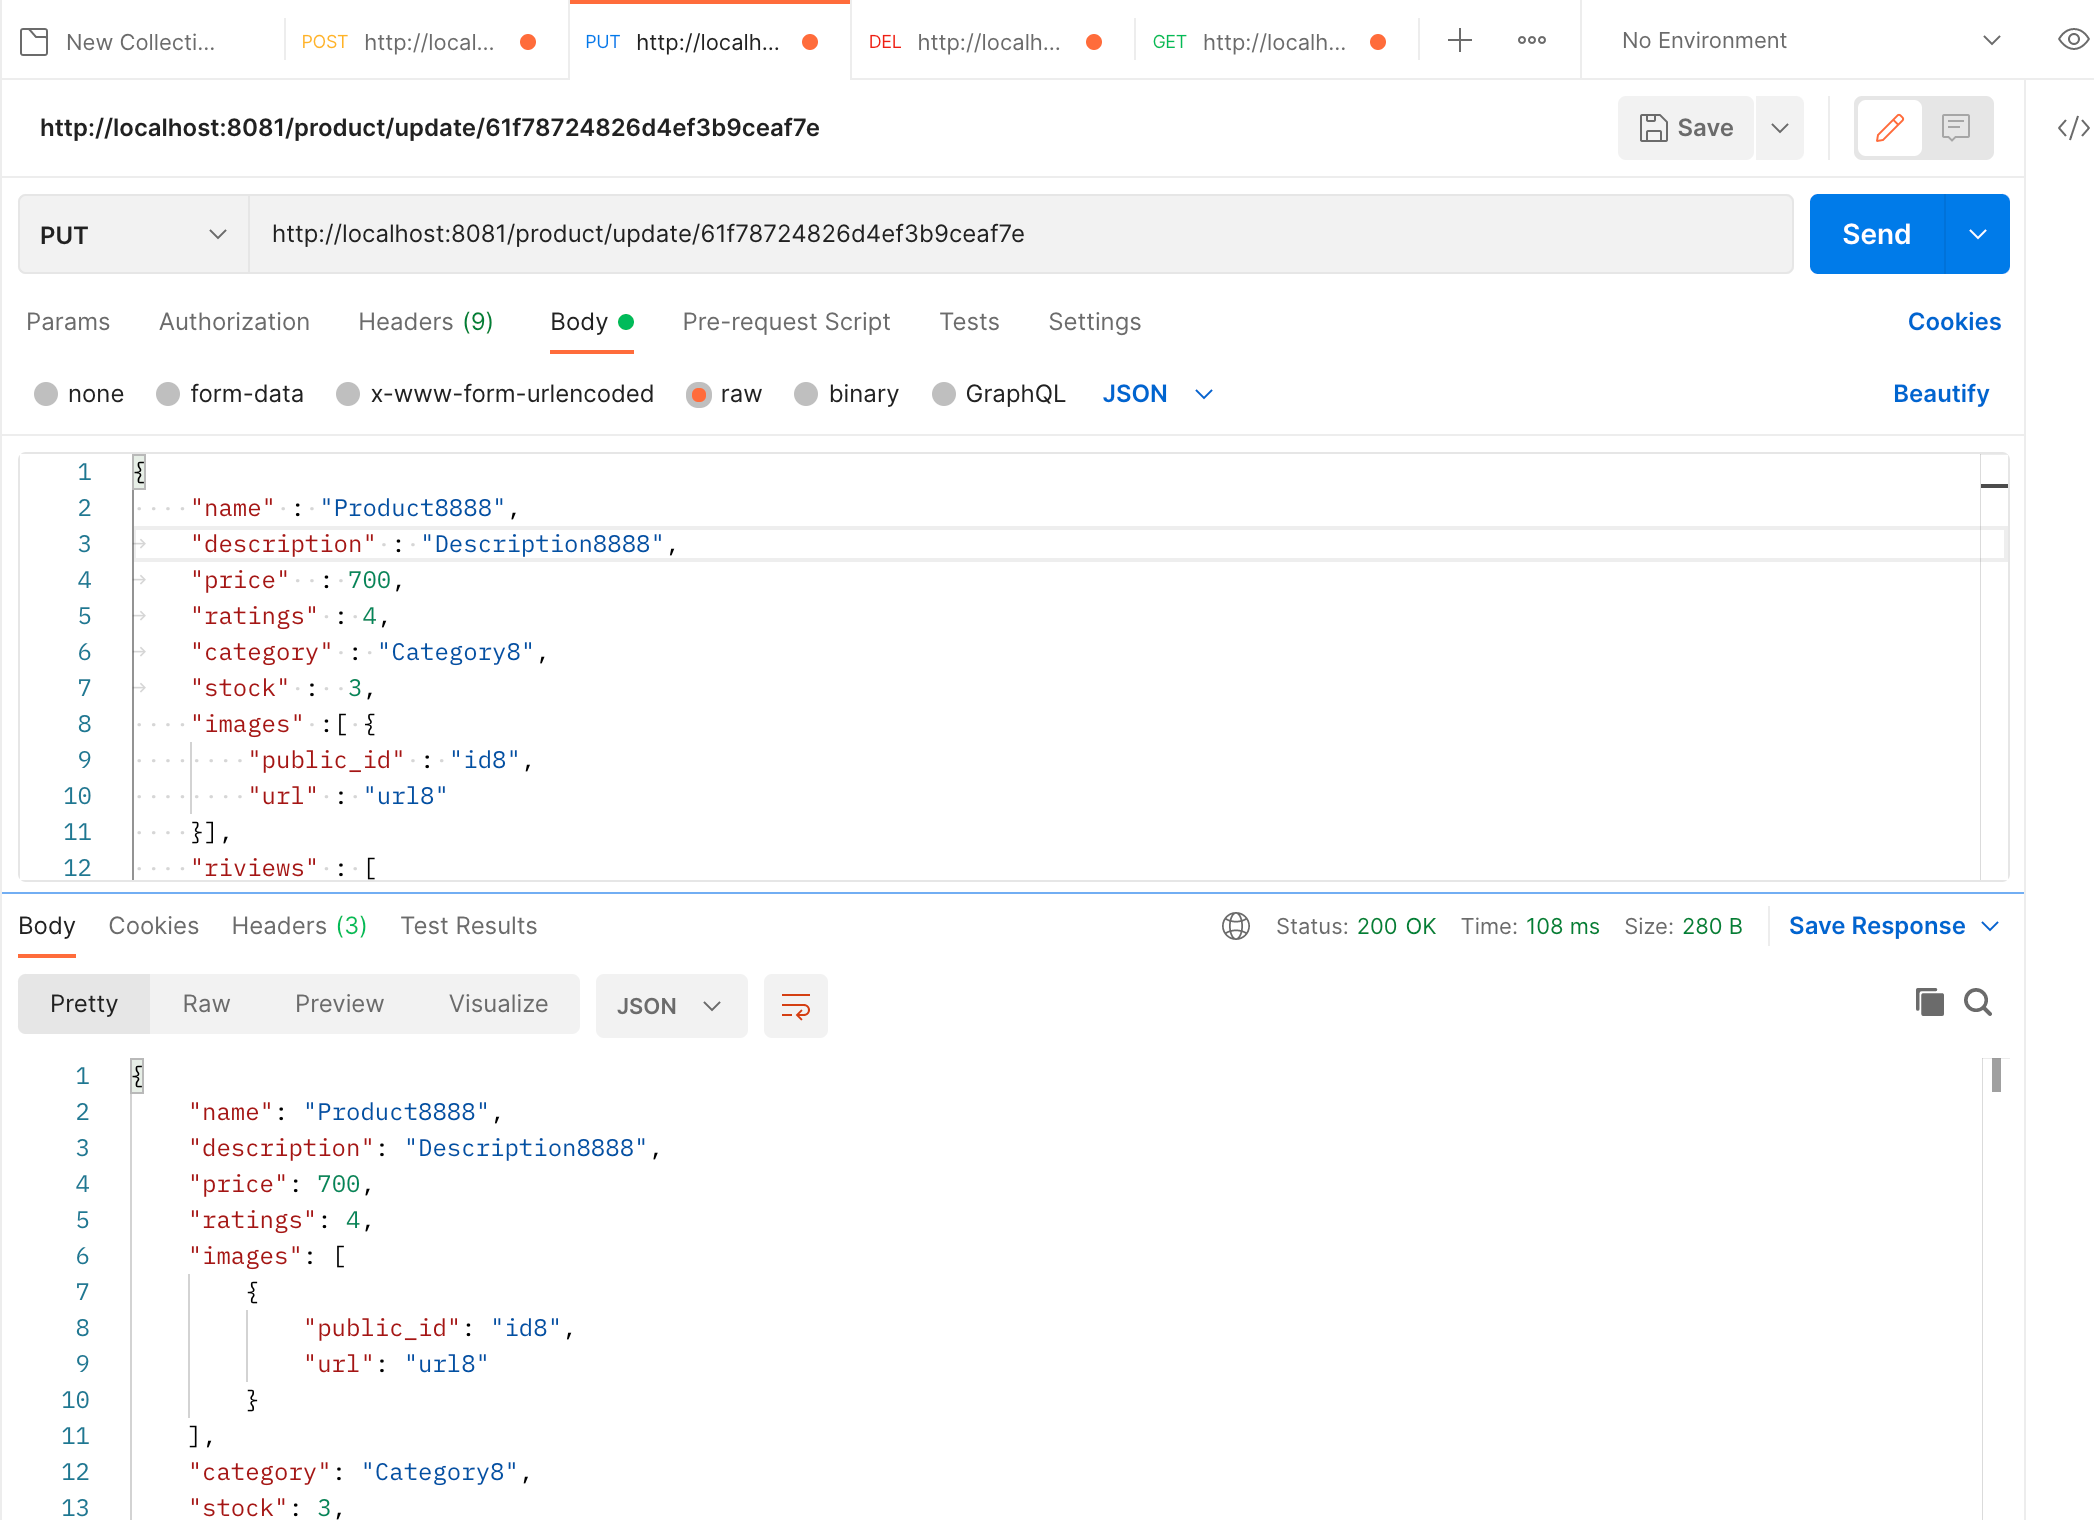 New Collecti...
POST http://local...
PUT http://localh...
DEL http://localh...
GET http://localh...
No Environment
http://localhost:8081/product/update/61f78724826d4ef3b9ceaf7e
Save
PUT
http://localhost:8081/product/update/61f78724826d4ef3b9ceaf7e
Send
Params Authorization Headers (9) Body Pre-request Script Tests Settings Cookies
none form-data x-www-form-urlencoded raw binary GraphQL JSON Beautify
1 {
2 "name" : "Product8888",
3 "description" : "Description8888",
4 "price" : 700,
5 "ratings" : 4,
6 "category" : "Category8",
7 "stock" : 3,
8 "images" :[ {
9 "public_id" : "id8",
10 "url" : "url8"
11 }],
12 "riviews" : [
Body Cookies Headers (3) Test Results Status: 200 OK Time: 108 ms Size: 280 B Save Response
Pretty Raw Preview Visualize JSON
1 {
2 "name": "Product8888",
3 "description": "Description8888",
4 "price": 700,
5 "ratings": 4,
6 "images": [
7 {
8 "public_id": "id8",
9 "url": "url8"
10 }
11 ],
12 "category": "Category8",
13 "stock": 3,